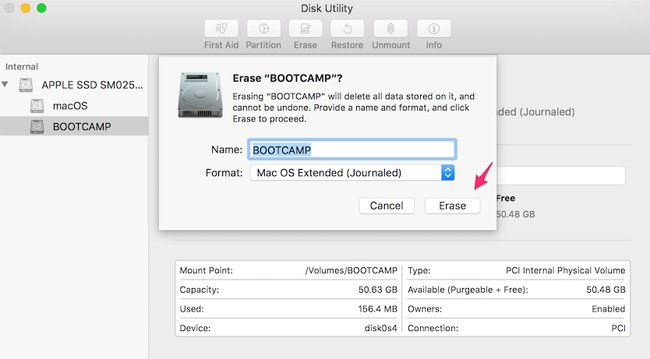 Disk Utility
First Aid Partition Erase Restore Unmount Info
Internal
APPLE SSD SM025...
macOS
BOOTCAMP
Erase “BOOTCAMP”?
Erasing “BOOTCAMP” will delete all data stored on it, and
cannot be undone. Provide a name and format, and click
Erase to proceed.
Name: BOOTCAMP
Format: Mac OS Extended (Journaled)
Cancel Erase
ded (Journaled)
Free
50.48 GB
Mount Point: /Volumes/BOOTCAMP Type: PCI Internal Physical Volume
Capacity: 50.63 GB Available (Purgeable + Free): 50.48 GB
Used: 156.4 MB Owners: Enabled
Device: disk0s4 Connection: PCI